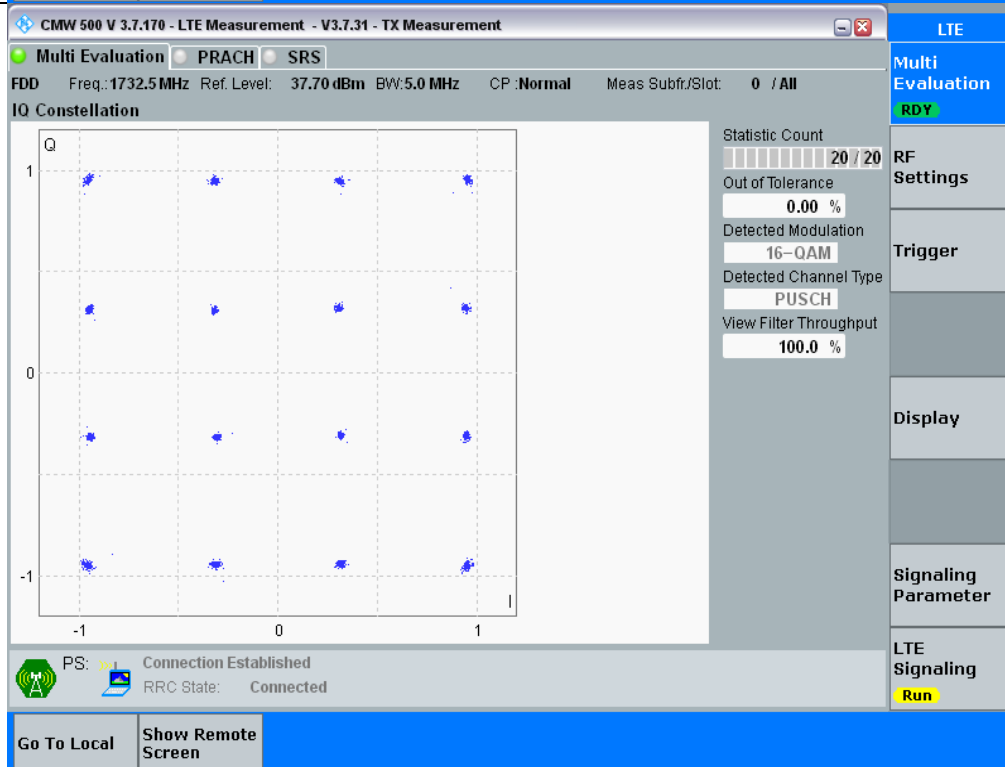 CMW 500 V 3.7.170 - LTE Measurement - V3.7.31 - TX Measurement
LTE
Multi Evaluation PRACH SRS
FDD Freq.:1732.5 MHz Ref. Level: 37.70 dBm BW:5.0 MHz CP :Normal Meas Subfr./Slot: 0 / All
IQ Constellation
Q
1
0
-1
-1 0 1
I
Statistic Count
20 / 20
Out of Tolerance
0.00 %
Detected Modulation
16-QAM
Detected Channel Type
PUSCH
View Filter Throughput
100.0 %
Multi
Evaluation
RDY
RF
Settings
Trigger
Display
Signaling
Parameter
LTE
Signaling
Run
PS: Connection Established
RRC State: Connected
Go To Local
Show Remote
Screen